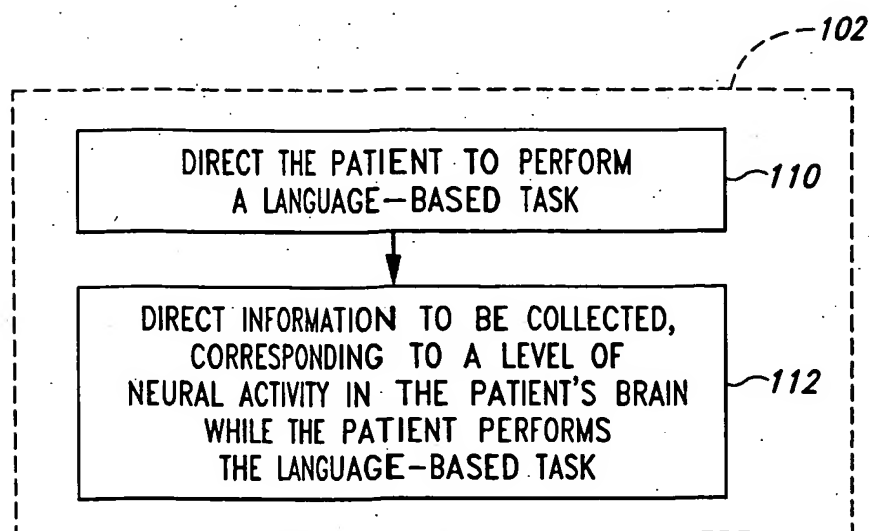 102
DIRECT THE PATIENT TO PERFORM
A LANGUAGE-BASED TASK
110
DIRECT INFORMATION TO BE COLLECTED,
CORRESPONDING TO A LEVEL OF
NEURAL ACTIVITY IN THE PATIENT'S BRAIN
WHILE THE PATIENT PERFORMS
THE LANGUAGE-BASED TASK
112